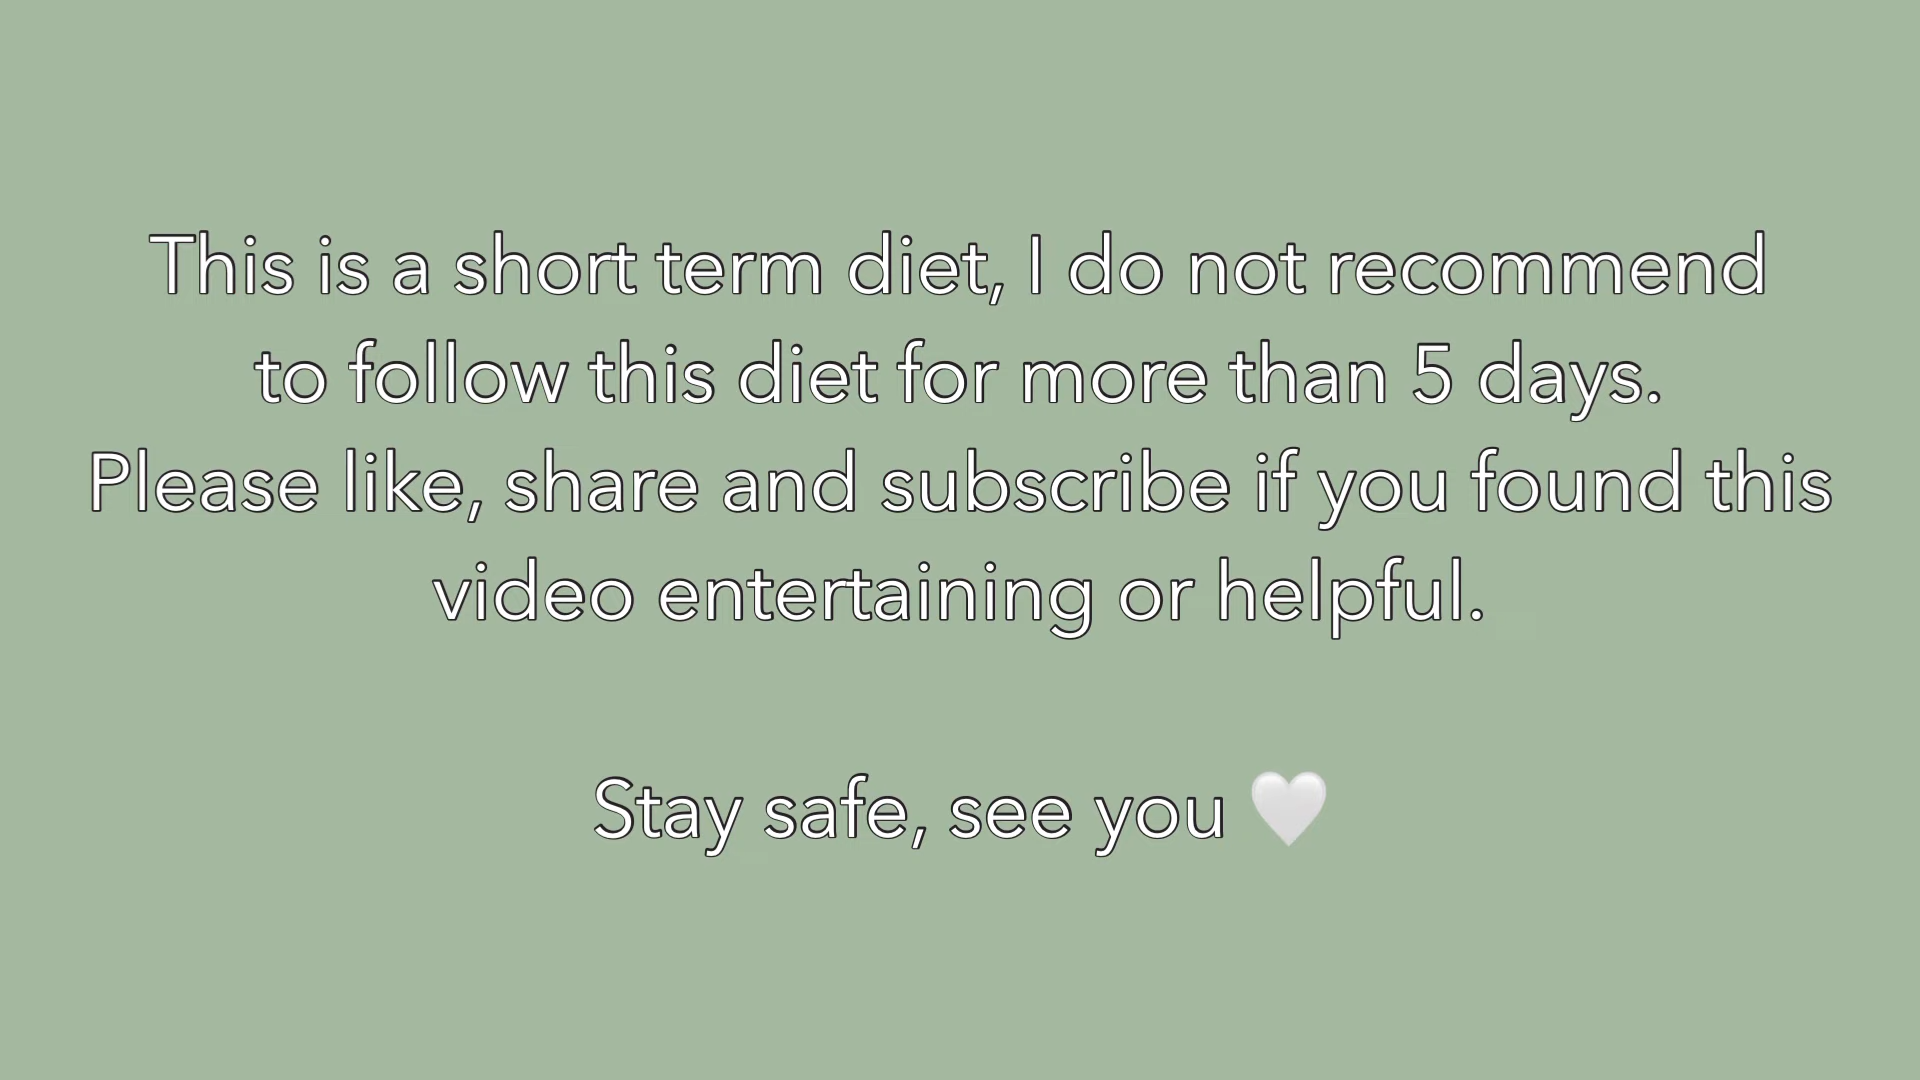 This is a short term diet, I do not recommend
to follow this diet for more than 5 days.
Please like, share and subscribe if you found this
video entertaining or helpful.
Stay safe, see you 🤍